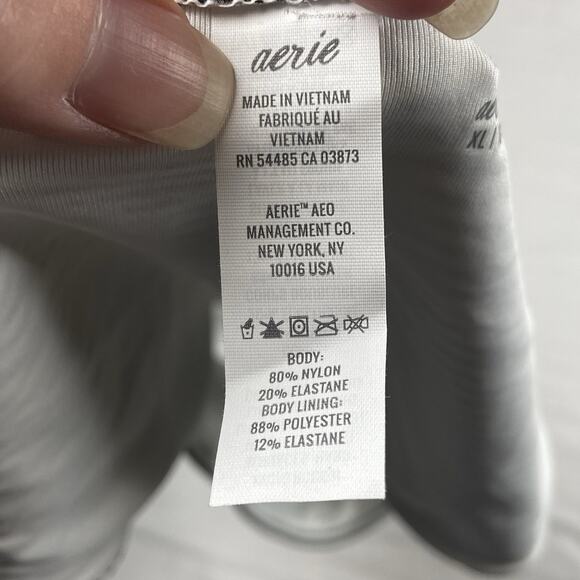 aerie
MADE IN VIETNAM
FABRIQUÉ AU
VIETNAM
RN 54485 CA 03873
AERIE™ AEO
MANAGEMENT CO.
NEW YORK, NY
10016 USA
BODY:
80% NYLON
20% ELASTANE
BODY LINING:
88% POLYESTER
12% ELASTANE
XL /